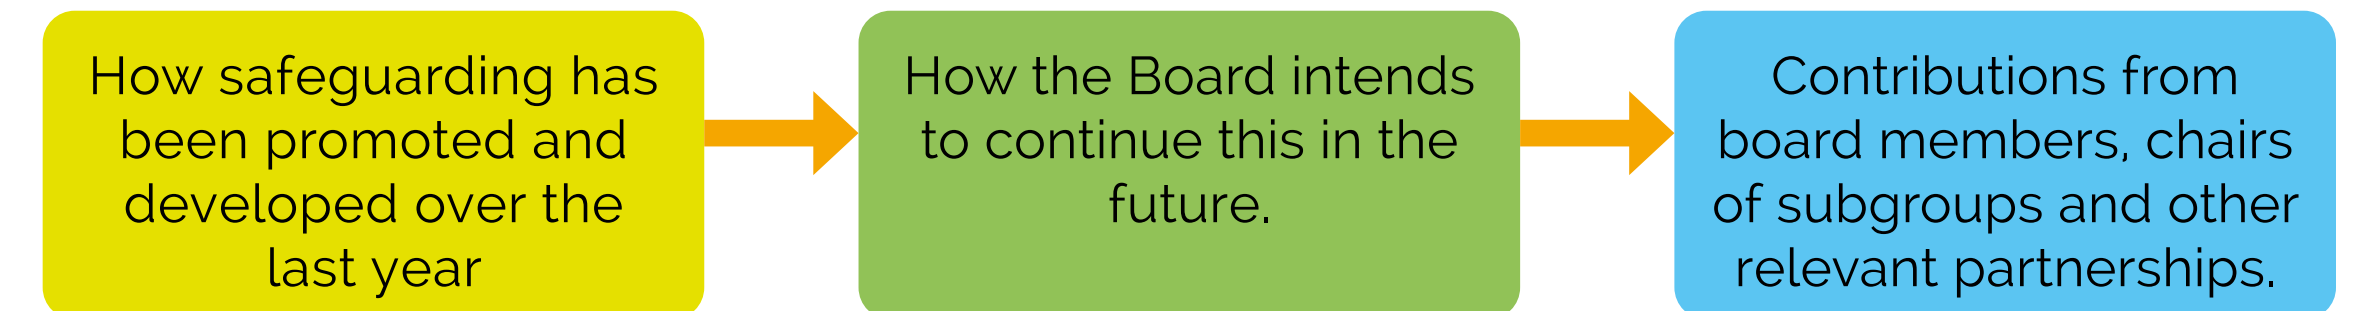 How safeguarding has
been promoted and
developed over the
last year
How the Board intends
to continue this in the
future.
Contributions from
board members, chairs
of subgroups and other
relevant partnerships.